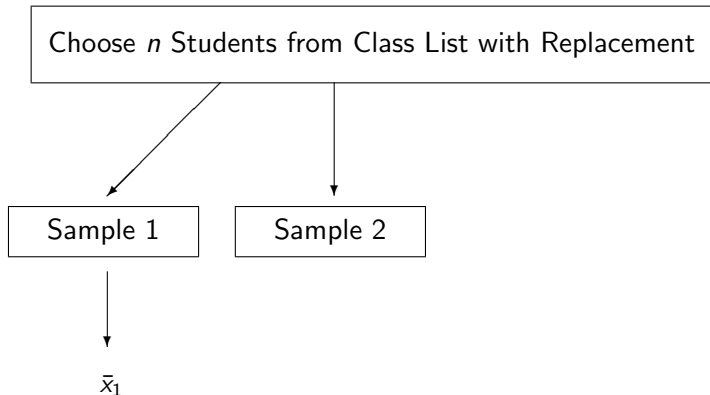 Choose n Students from Class List with Replacement
Sample 1
Sample 2
x̄₁